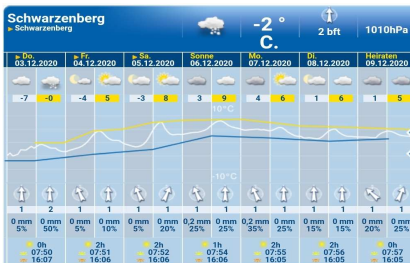 Schwarzenberg
Schwarzenberg
-2 °
C.
2 bft
1010hPa
Do. Fr. Sa. Sonne Mo. Di. Heiraten
03.12.2020 04.12.2020 05.12.2020 06.12.2020 07.12.2020 08.12.2020 09.12.2020
-7 -0 -4 5 -3 8 3 9 4 6 1 6 1 5
10°C
-10°C
1 2 1 1 1 1 1 1 1 1 1 1 1 1
0 mm 0 mm 0 mm 0 mm 0 mm 0 mm 0,2 mm 0 mm 0,2 mm 0 mm 0 mm 0 mm 0 mm 0 mm
5% 50% 5% 10% 5% 20% 25% 25% 35% 25% 15% 15% 20% 25%
0h 2h 2h 1h 2h 2h 0h
07:50 07:51 07:52 07:54 07:55 07:56 07:57
16:07 16:06 16:06 16:06 16:05 16:05 16:05